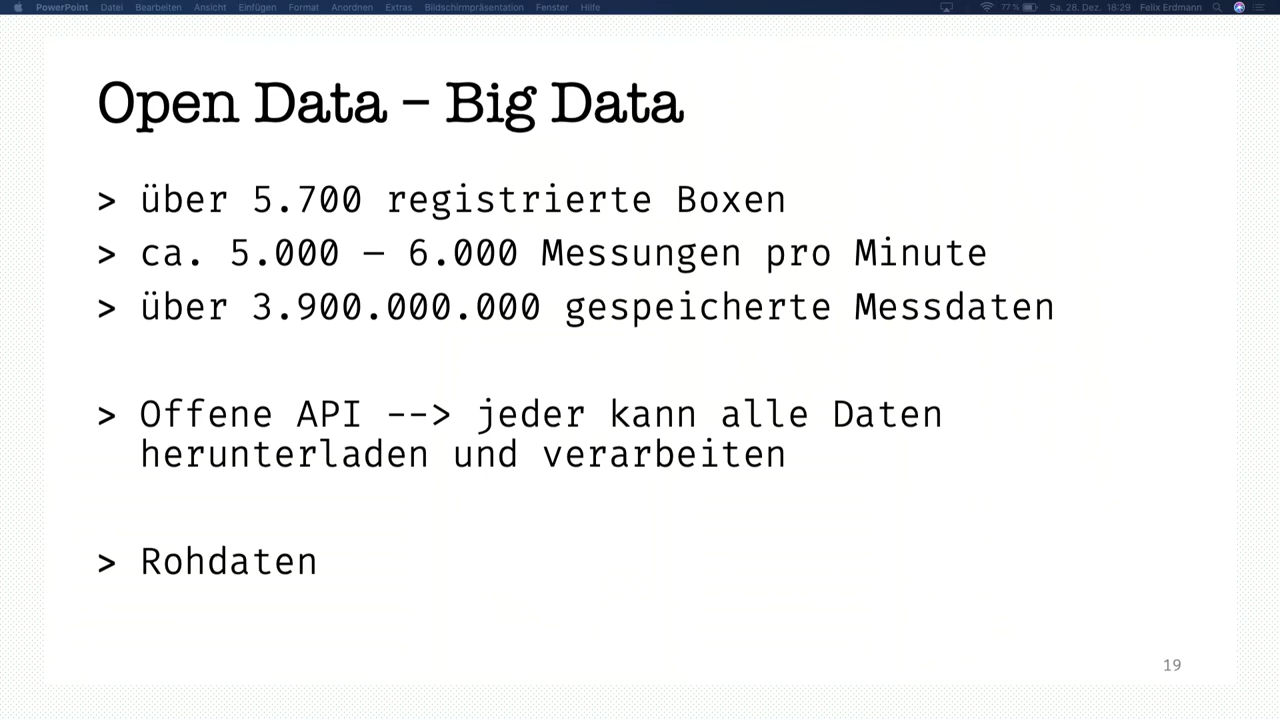 PowerPoint Datei Bearbeiten Ansicht Einfügen Format Anordnen Extras Bildschirmpräsentation Fenster Hilfe 77 % Sa. 28. Dez. 18:29 Felix Erdmann
Open Data – Big Data
> über 5.700 registrierte Boxen
> ca. 5.000 – 6.000 Messungen pro Minute
> über 3.900.000.000 gespeicherte Messdaten
> Offene API --> jeder kann alle Daten
herunterladen und verarbeiten
> Rohdaten
19